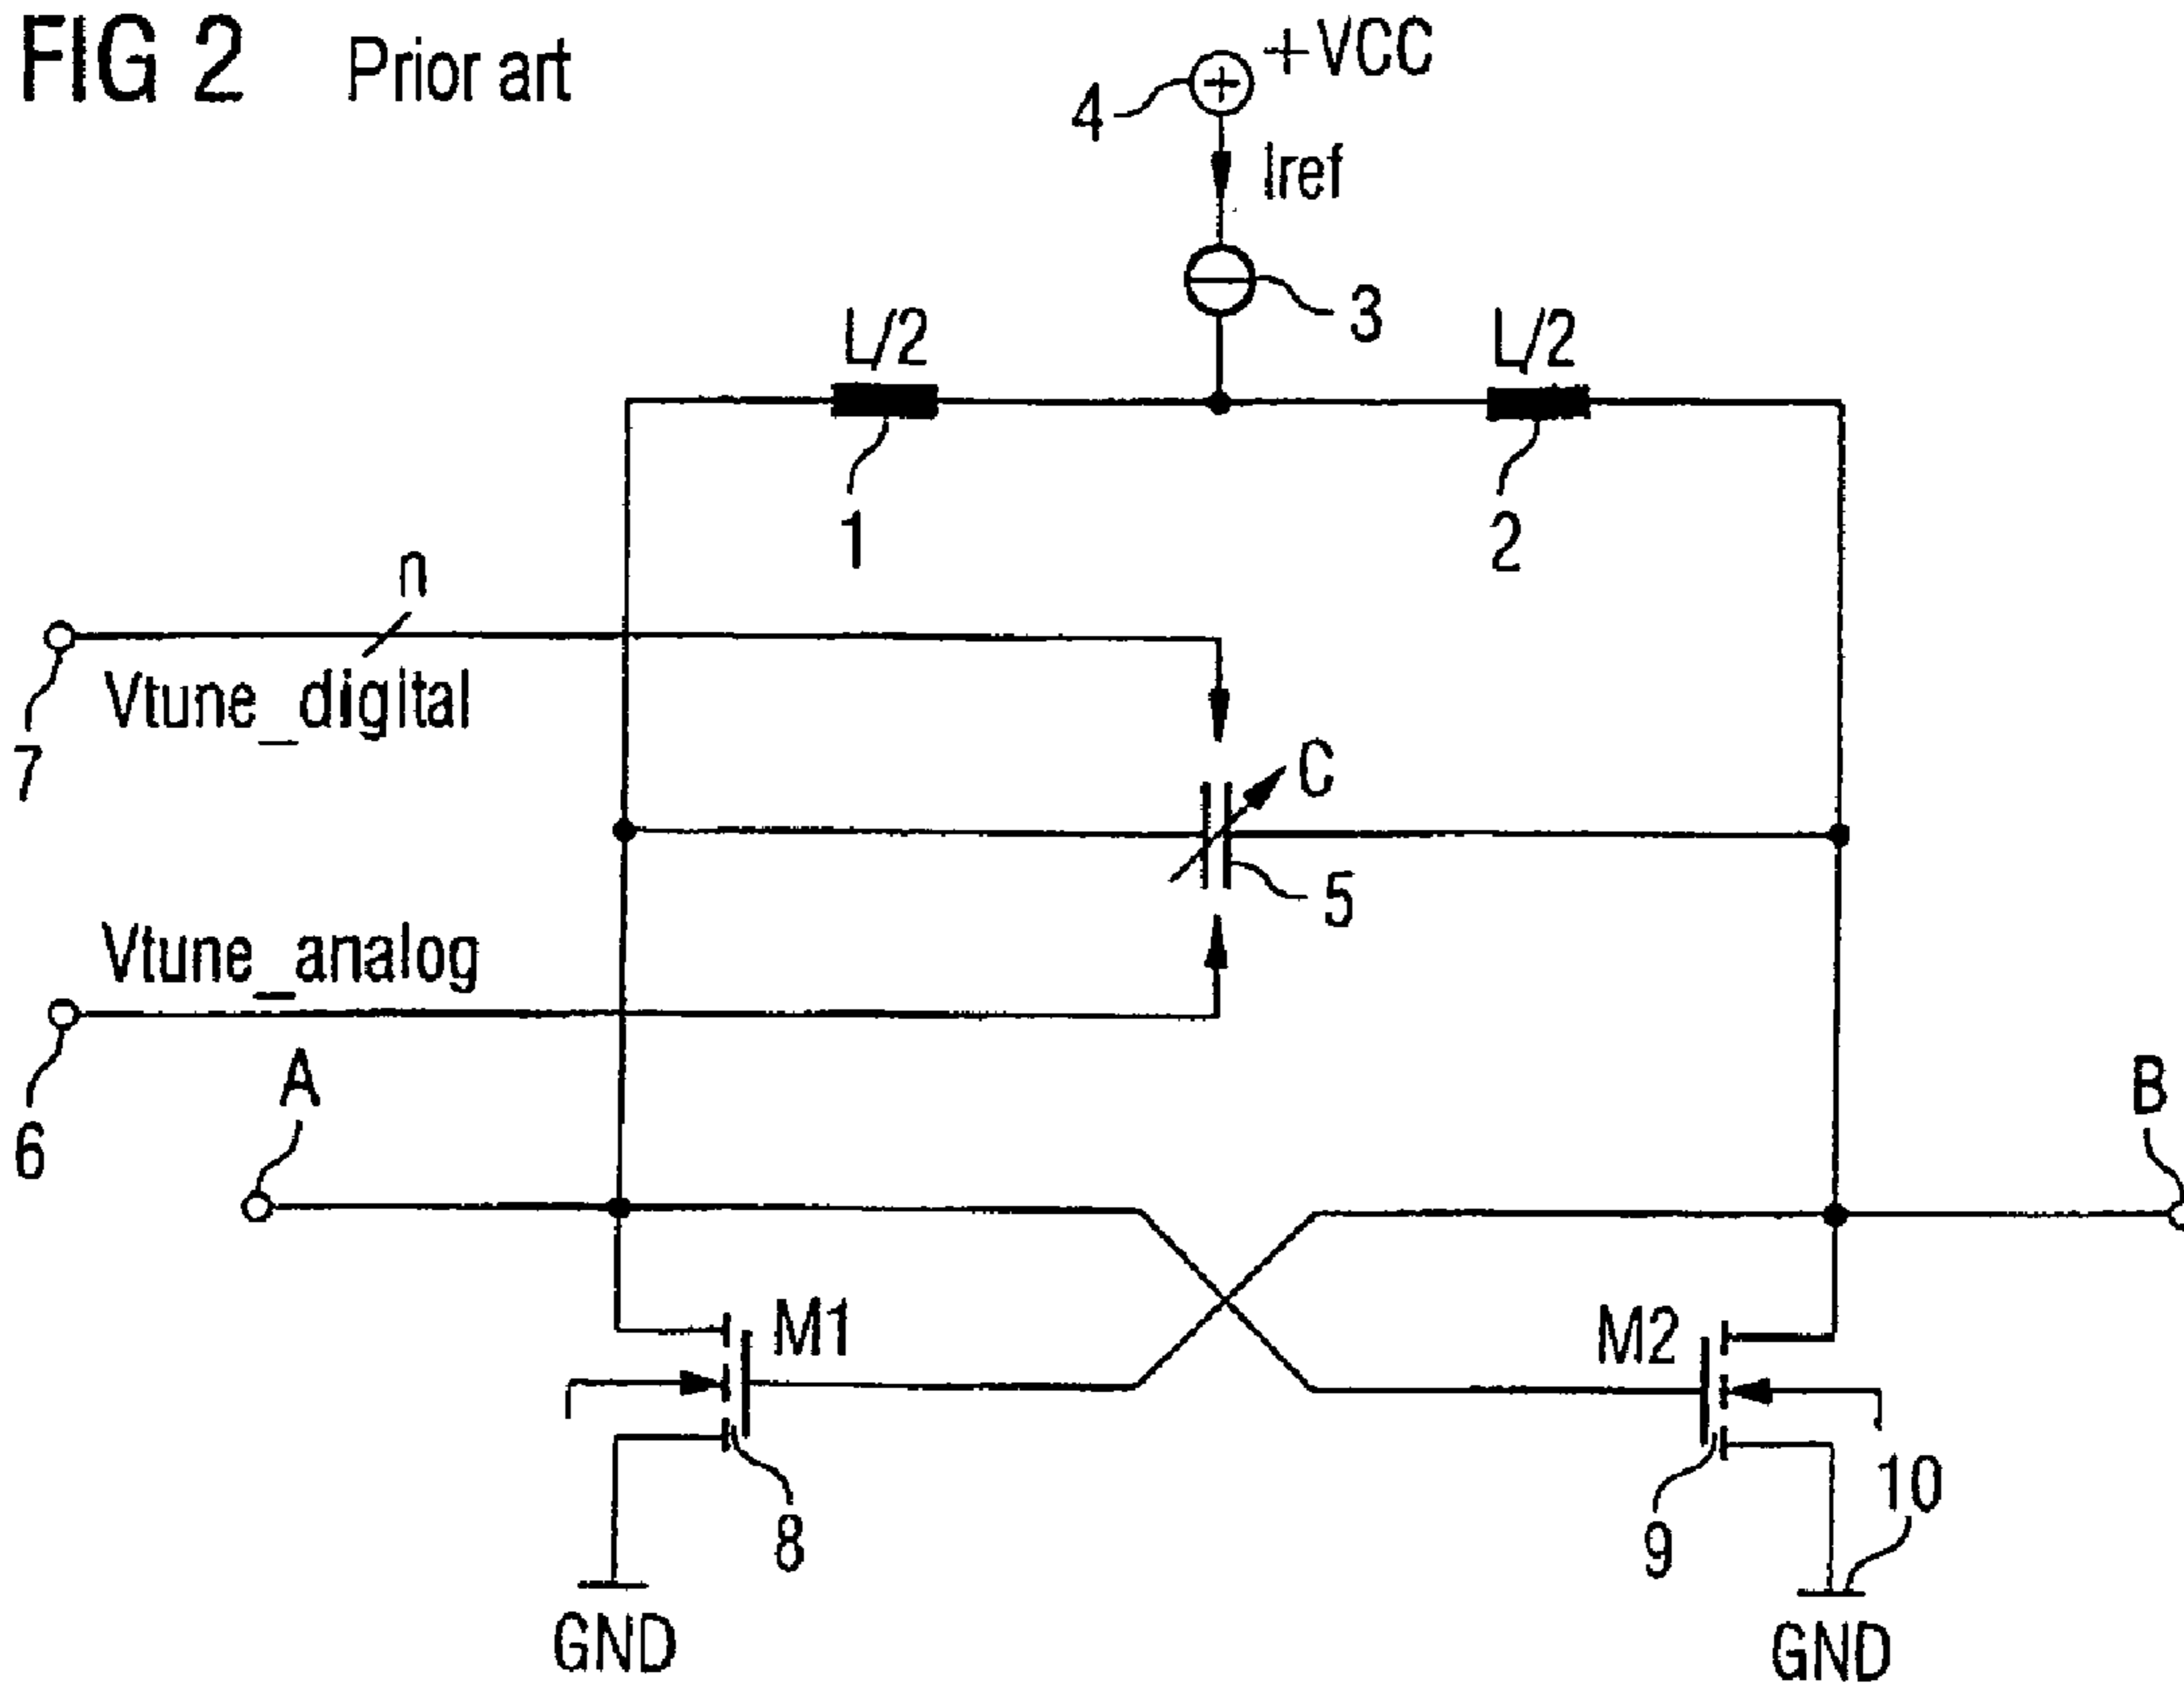 FIG 2 Prior art
+VCC
4
Iref
3
L/2
L/2
1
2
n
Vtune_digital
7
C
5
Vtune_analog
6
A
B
M1
M2
8
9
10
GND
GND